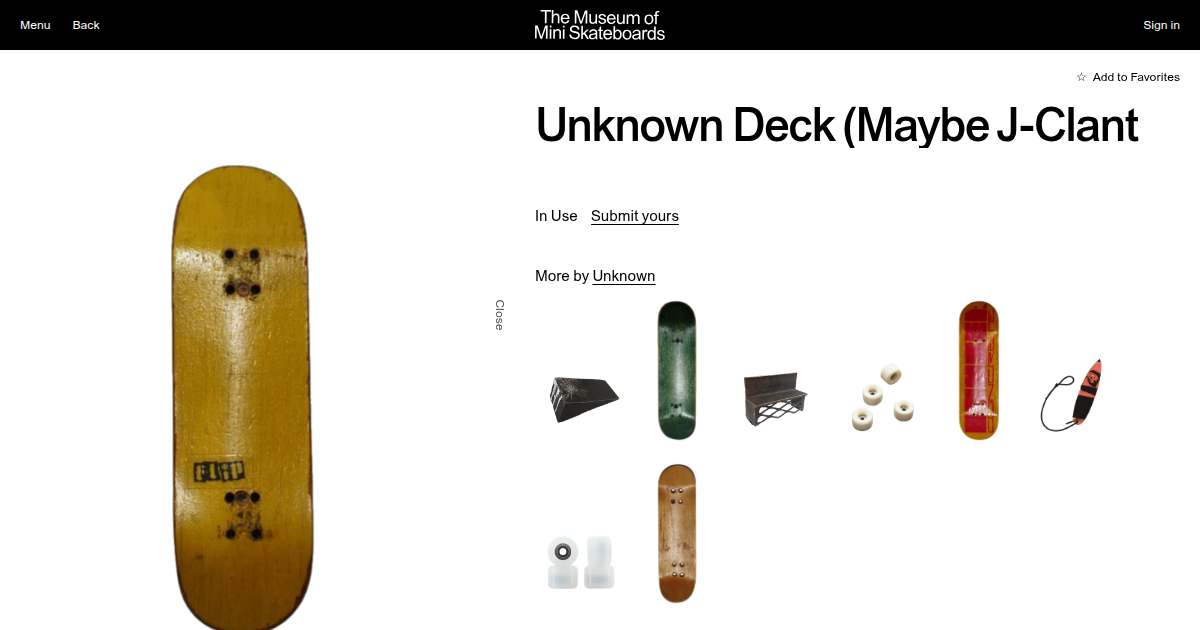 Menu
Back
The Museum of
Mini Skateboards
Sign in
☆ Add to Favorites
Unknown Deck (Maybe J-Clant
In Use
Submit yours
More by Unknown
Close
FLIP